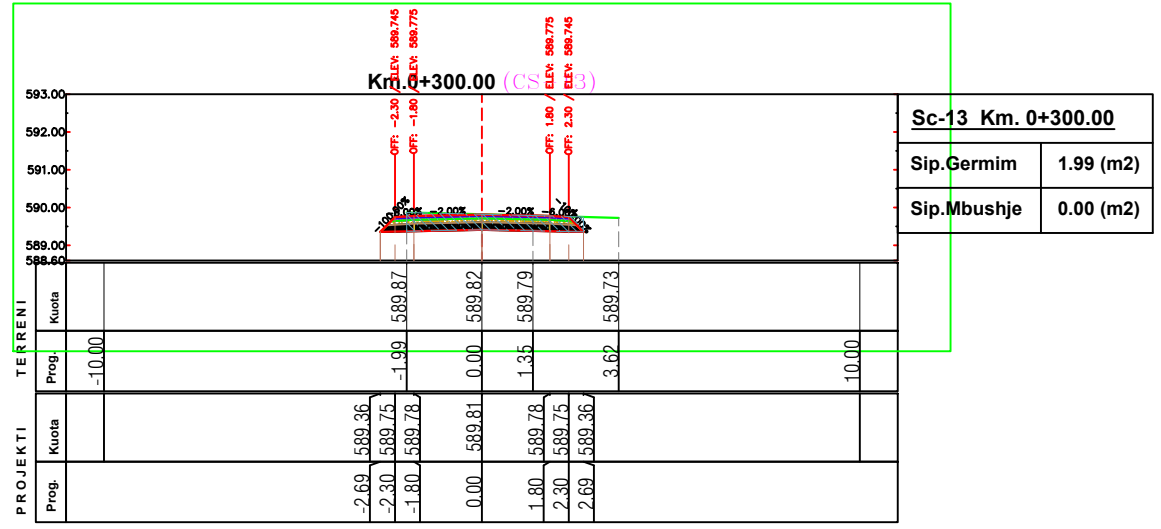 OFF: -2.30 / ELEV: 589.745
OFF: -1.80 / ELEV: 589.775
OFF: 1.80 / ELEV: 589.775
OFF: 2.30 / ELEV: 589.745
Km.0+300.00 (CS 3)
593.00
592.00
591.00
590.00
589.00
588.60
-100.00% -2.00% -2.00% -6.00%
Sc-13 Km. 0+300.00
Sip.Germim 1.99 (m2)
Sip.Mbushje 0.00 (m2)
TERRENI
Kuota 589.87 589.82 589.79 589.73
Prog. -10.00 -1.99 0.00 1.35 3.62 10.00
PROJEKTI
Kuota 589.36 589.75 589.78 589.81 589.78 589.75 589.36
Prog. -2.69 -2.30 -1.80 0.00 1.80 2.30 2.69